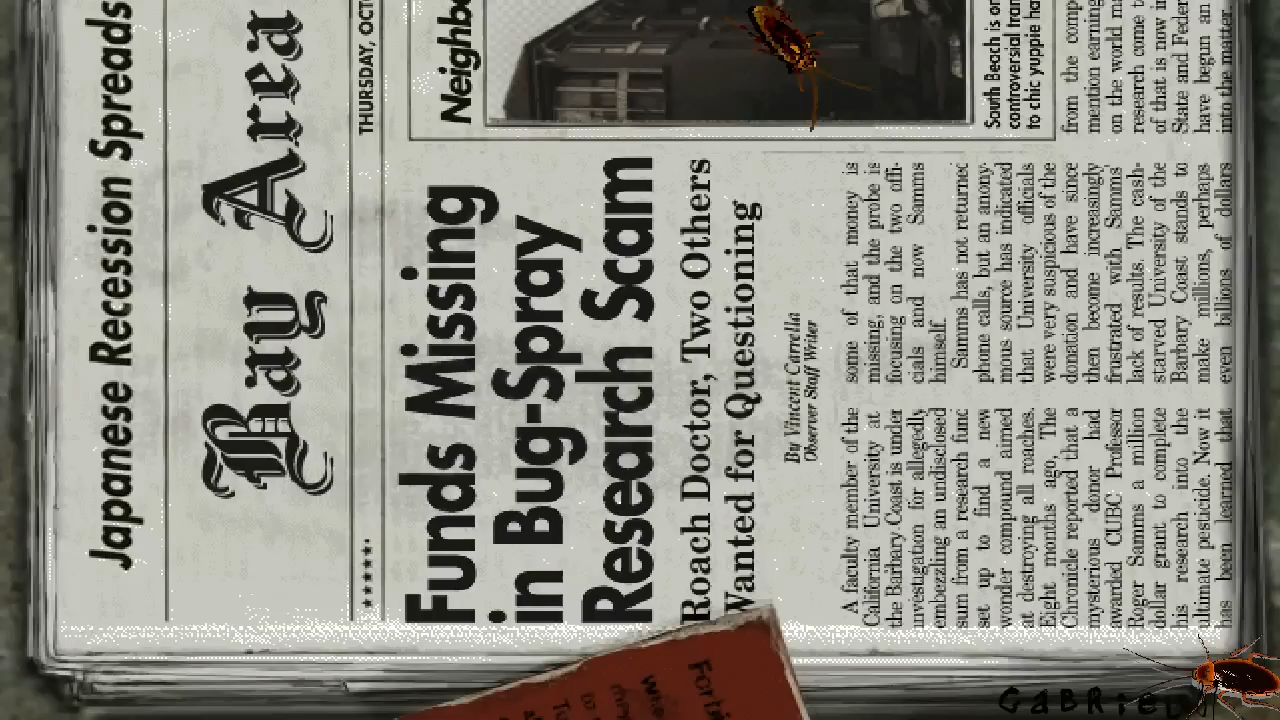 Japanese Recession Spreads
Bay Area
THURSDAY, OCT
Funds Missing
in Bug-Spray
Research Scam
Roach Doctor, Two Others
Wanted for Questioning
By Vincent Carrella
Observer Staff Writer
A faculty member of the
California University at
the Barbary Coast is under
investigation for allegedly
embezzling an undisclosed
sum from a research fund
set up to find a new
wonder compound aimed
at destroying all roaches.
Eight months ago, The
Chronicle reported that a
mysterious donor had
awarded CUBC Professor
Roger Samms a million
dollar grant to complete
his research into the
ultimate pesticide. Now it
has been learned that
some of that money is
missing, and the probe is
focusing on the two offi-
cials and now Samms
himself.
Samms has not returned
phone calls, but an anony-
mous source has indicated
that University officials
were very suspicious of the
donation and have since
then become increasingly
frustrated with Samms'
lack of results. The cash-
starved University of the
Barbary Coast stands to
make millions, perhaps
even billions of dollars
Neighbo
South Beach is on
controversial tran
to chic yuppie ha
from the comp
mention earning
on the world ma
research come t
of that is now in
State and Feder
have begun an
into the matter.
Forti
GABRIEL